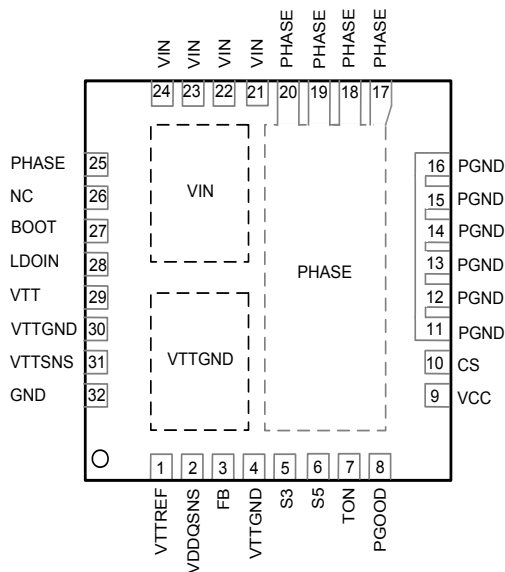 VIN
VIN
VIN
VIN
PHASE
PHASE
PHASE
PHASE
24
23
22
21
20
19
18
17
PHASE 25
NC 26
BOOT 27
LDOIN 28
VTT 29
VTTGND 30
VTTSNS 31
GND 32
VIN
VTTGND
PHASE
16 PGND
15 PGND
14 PGND
13 PGND
12 PGND
11 PGND
10 CS
9 VCC
1
2
3
4
5
6
7
8
VTTREF
VDDQSNS
FB
VTTGND
S3
S5
TON
PGOOD